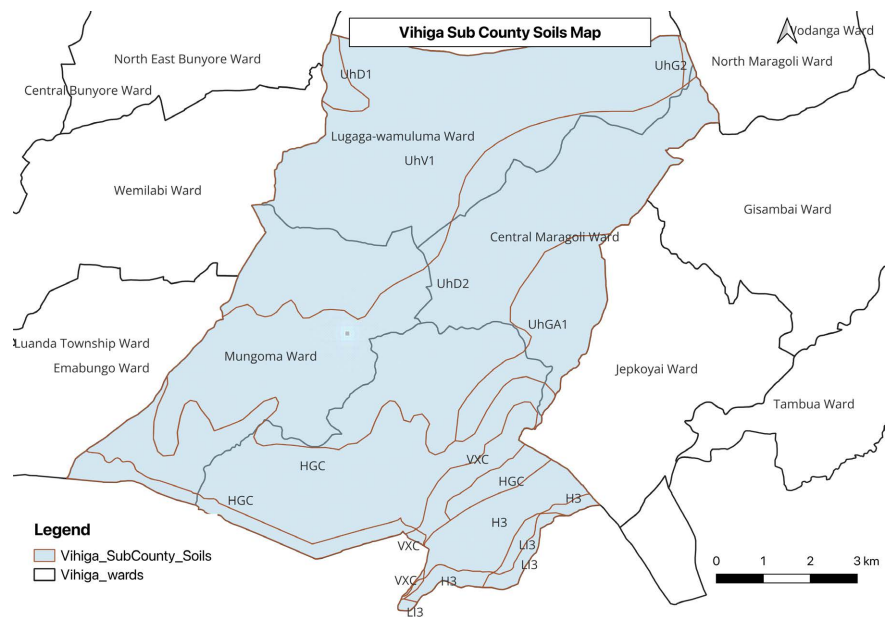 Vihiga Sub County Soils Map
Vodanga Ward
North East Bunyore Ward
North Maragoli Ward
UhD1
UhG2
Central Bunyore Ward
Lugaga-wamuluma Ward
UhV1
Wemilabi Ward
Gisambai Ward
Central Maragoli Ward
UhD2
UhGA1
Luanda Township Ward
Mungoma Ward
Emabungo Ward
Jepkoyai Ward
Tambua Ward
VXC
HGC
HGC
HGC
H3
H3
VXC
LI3
LI3
VXC
H3
LI3
Legend
Vihiga_SubCounty_Soils
Vihiga_wards
0 1 2 3 km